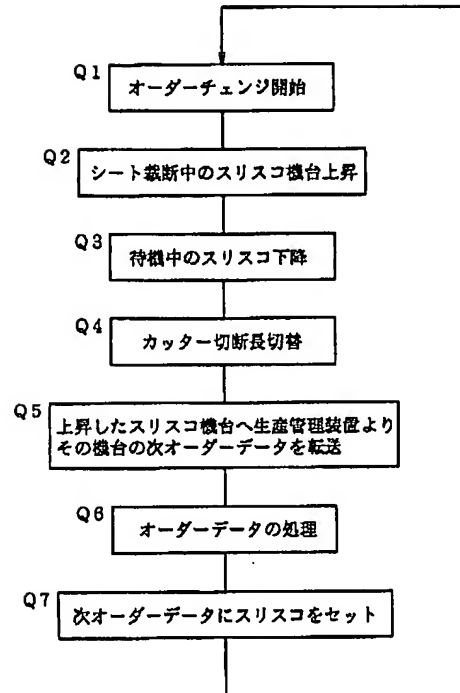 Q1
オーダーチェンジ開始
Q2
シート裁断中のスリスコ機台上昇
Q3
待機中のスリスコ下降
Q4
カッター切断長切替
Q5
上昇したスリスコ機台へ生産管理装置より
その機台の次オーダーデータを転送
Q6
オーダーデータの処理
Q7
次オーダーデータにスリスコをセット